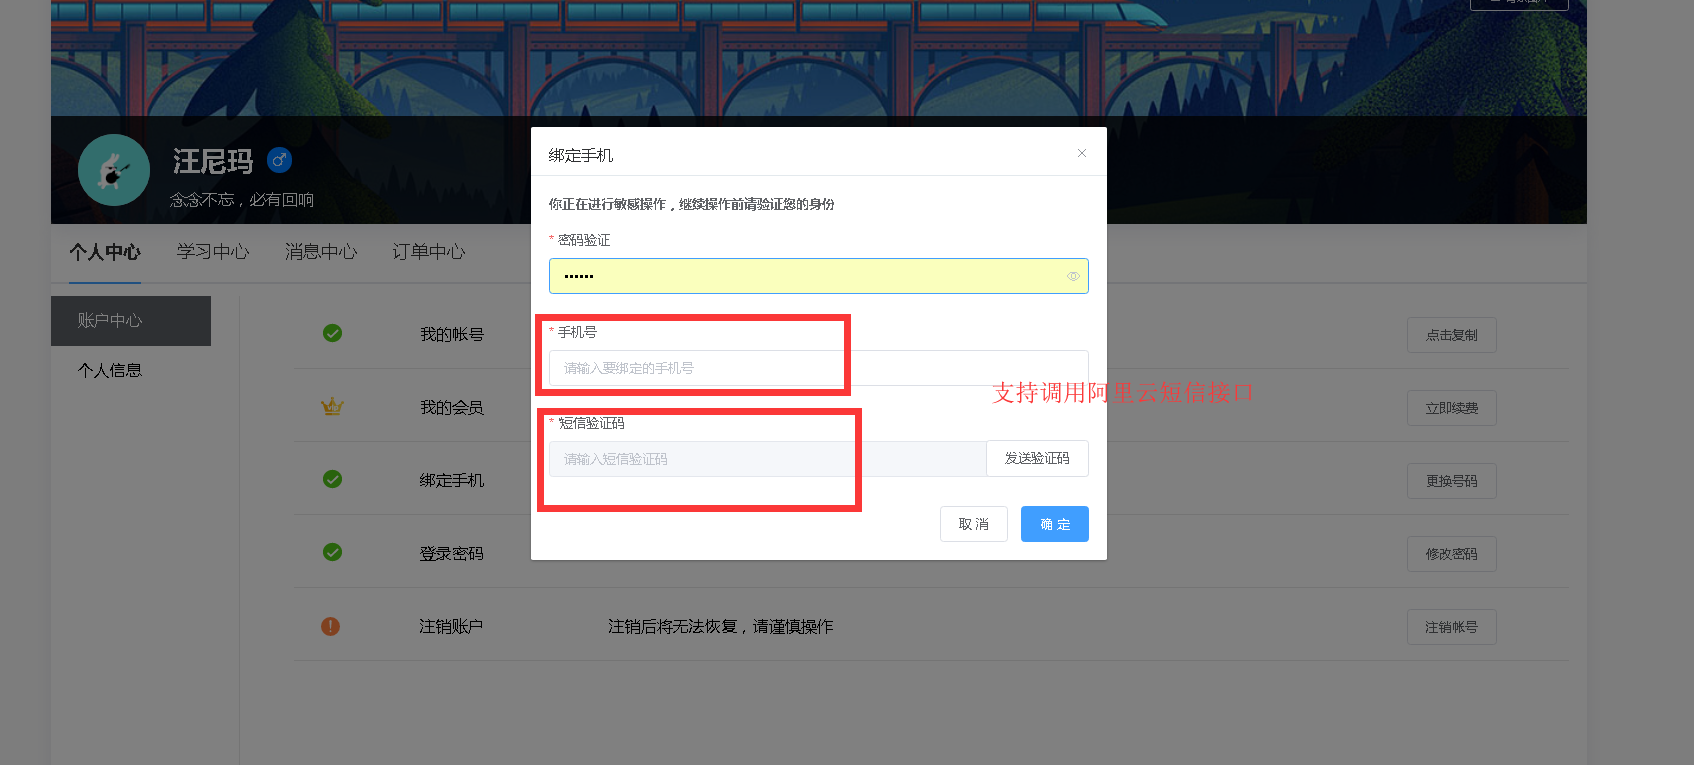 绑定手机
汪尼玛
念念不忘，必有回响
你正在进行敏感操作，继续操作前请验证您的身份
个人中心 学习中心 消息中心 订单中心
* 密码验证
••••••
账户中心
个人信息
我的帐号 点击复制
* 手机号
请输入要绑定的手机号
支持调用阿里云短信接口
我的会员 立即续费
* 短信验证码
请输入短信验证码 发送验证码
绑定手机 更换号码
取消 确定
登录密码 修改密码
注销账户 注销后将无法恢复，请谨慎操作 注销帐号